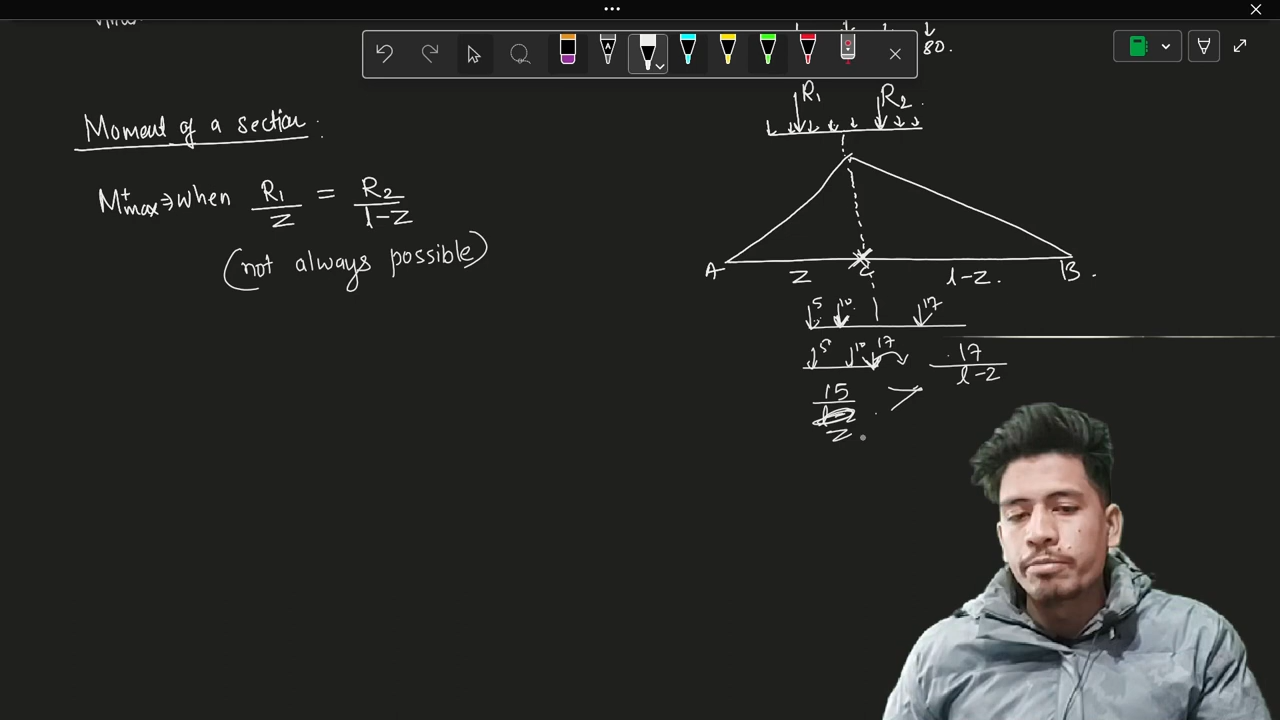 80.
R1 R2
Moment of a section :
M+max ⇒ when R1/z = R2/l-z
(not always possible)
A z C l-z. B.
5 10 17
5 10 17
15/z > 17/l-z